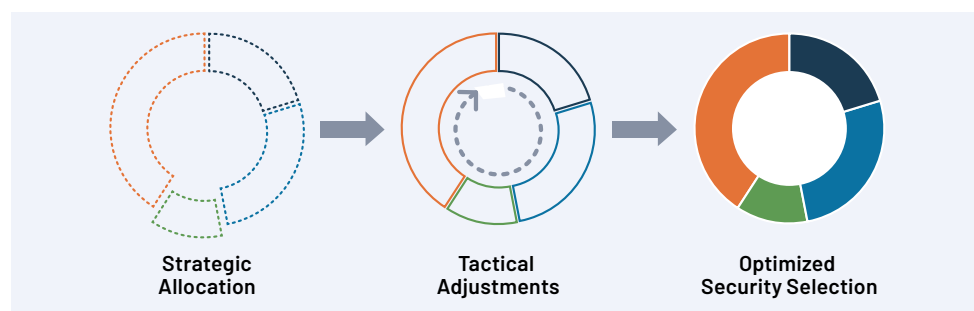 Strategic
Allocation
Tactical
Adjustments
Optimized
Security Selection